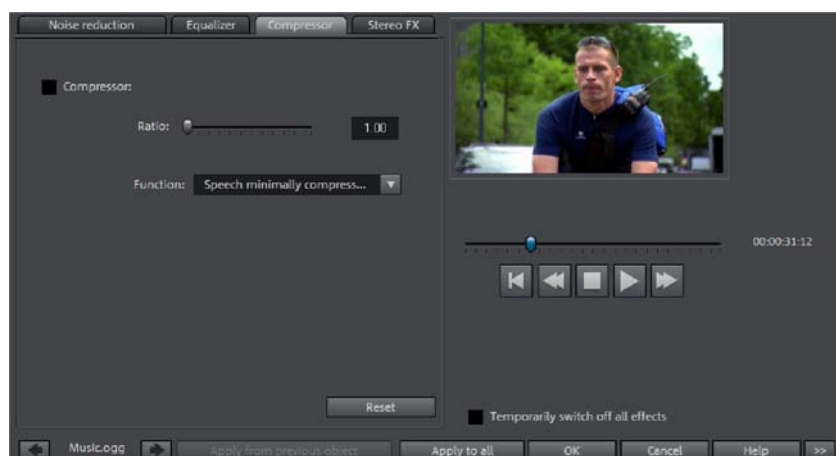 Noise reduction Equalizer Compressor Stereo FX
Compressor:
Ratio: 1.00
Function: Speech minimally compress...
00:00:31:12
Reset
Temporarily switch off all effects
Music.ogg Apply from previous object Apply to all OK Cancel Help >>